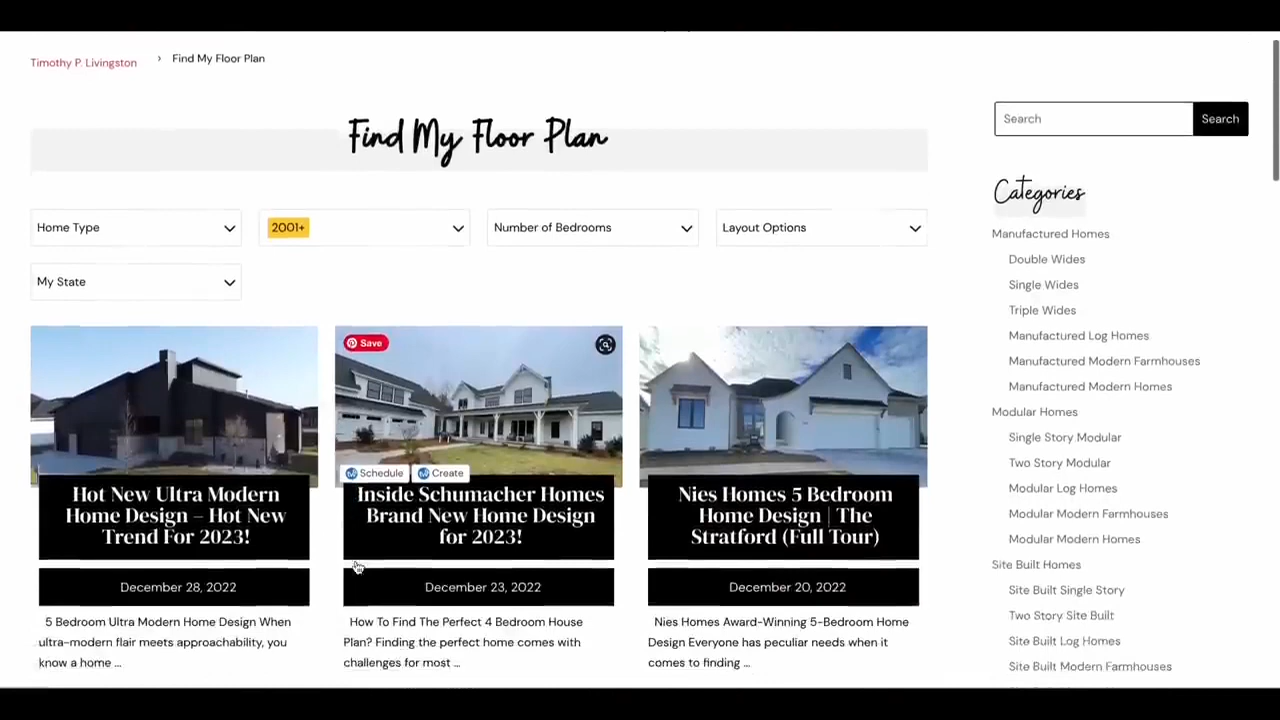 Timothy P. Livingston › Find My Floor Plan
Find My Floor Plan
Home Type
2001+
Number of Bedrooms
Layout Options
My State
Save
Schedule
Create
Hot New Ultra Modern
Home Design – Hot New
Trend For 2023!
December 28, 2022
5 Bedroom Ultra Modern Home Design When
ultra-modern flair meets approachability, you
know a home ...
Inside Schumacher Homes
Brand New Home Design
for 2023!
December 23, 2022
How To Find The Perfect 4 Bedroom House
Plan? Finding the perfect home comes with
challenges for most ...
Nies Homes 5 Bedroom
Home Design | The
Stratford (Full Tour)
December 20, 2022
Nies Homes Award-Winning 5-Bedroom Home
Design Everyone has peculiar needs when it
comes to finding ...
Search
Search
Categories
Manufactured Homes
Double Wides
Single Wides
Triple Wides
Manufactured Log Homes
Manufactured Modern Farmhouses
Manufactured Modern Homes
Modular Homes
Single Story Modular
Two Story Modular
Modular Log Homes
Modular Modern Farmhouses
Modular Modern Homes
Site Built Homes
Site Built Single Story
Two Story Site Built
Site Built Log Homes
Site Built Modern Farmhouses